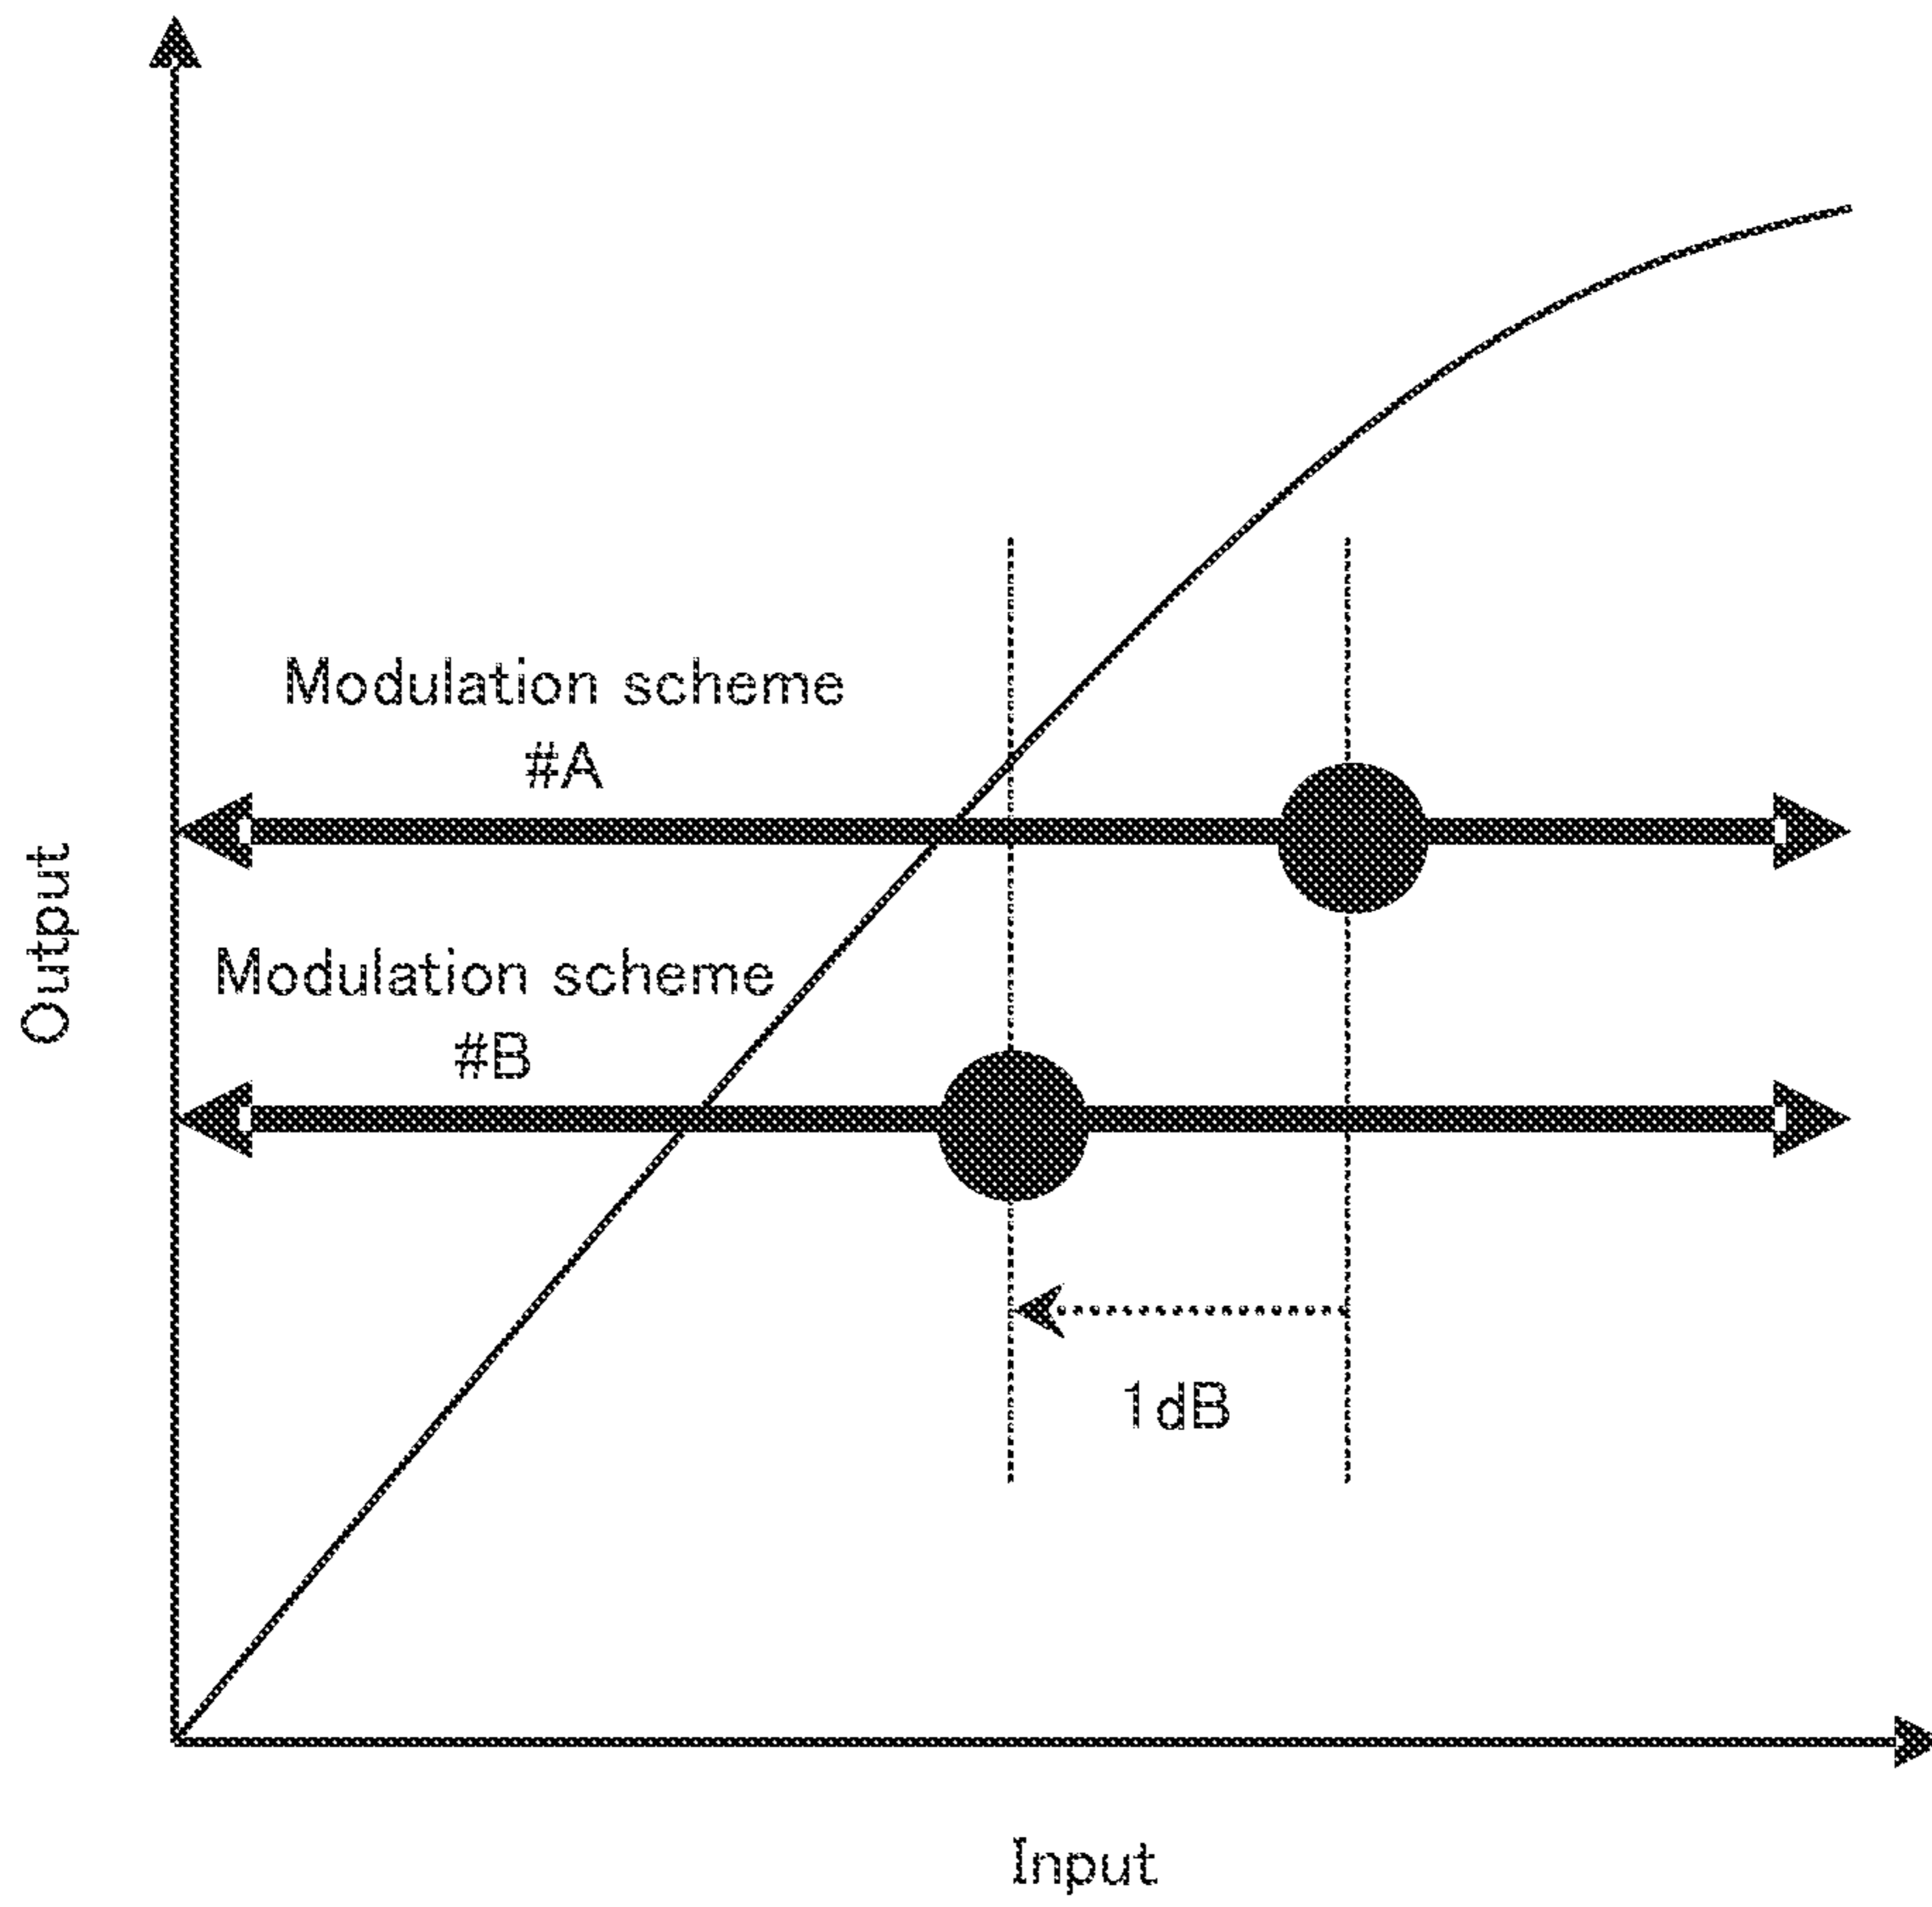 Modulation scheme
#A
Output
Modulation scheme
#B
1dB
Input